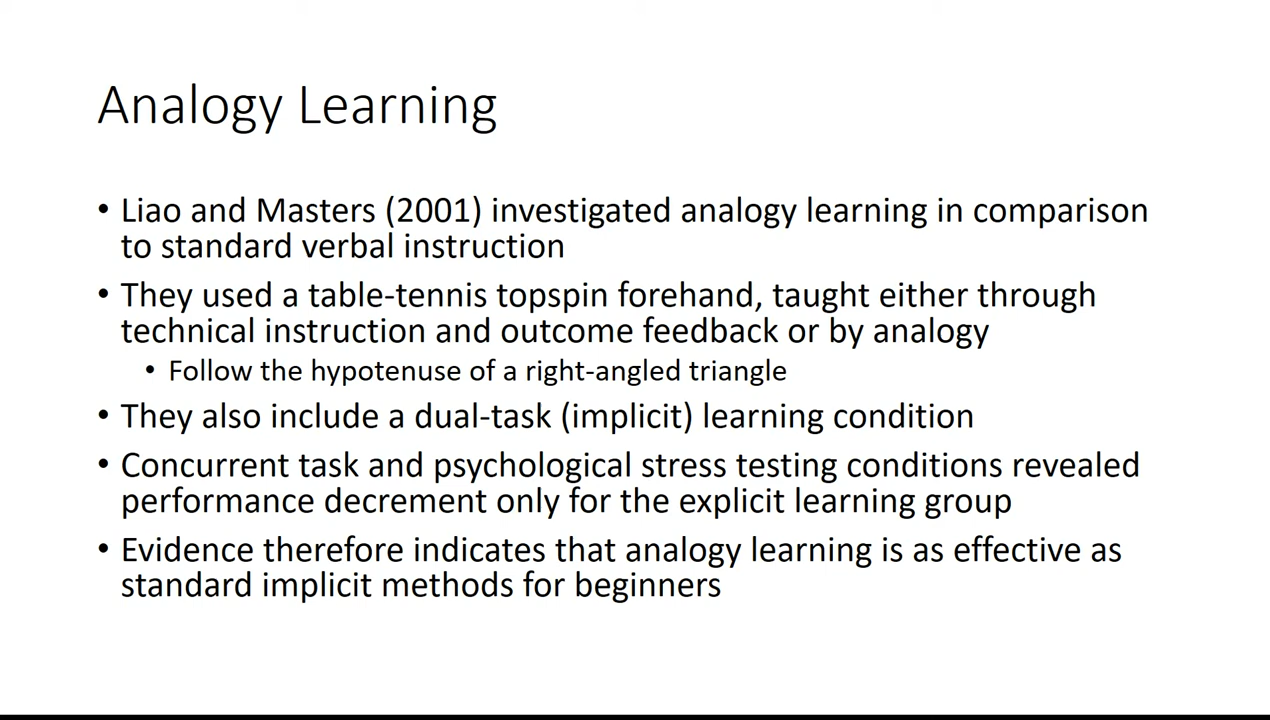 Analogy Learning
• Liao and Masters (2001) investigated analogy learning in comparison
to standard verbal instruction
• They used a table-tennis topspin forehand, taught either through
technical instruction and outcome feedback or by analogy
• Follow the hypotenuse of a right-angled triangle
• They also include a dual-task (implicit) learning condition
• Concurrent task and psychological stress testing conditions revealed
performance decrement only for the explicit learning group
• Evidence therefore indicates that analogy learning is as effective as
standard implicit methods for beginners